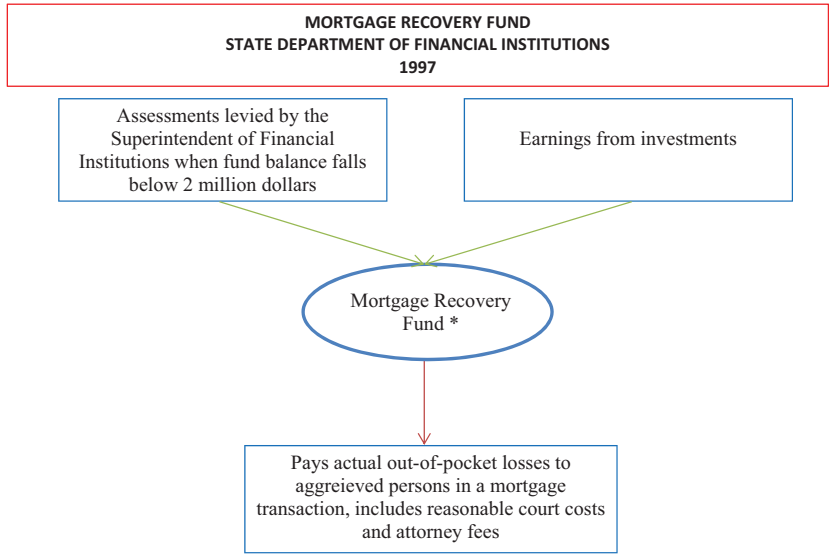 MORTGAGE RECOVERY FUND
STATE DEPARTMENT OF FINANCIAL INSTITUTIONS
1997
Assessments levied by the
Superintendent of Financial
Institutions when fund balance falls
below 2 million dollars
Earnings from investments
Mortgage Recovery
Fund *
Pays actual out-of-pocket losses to
aggreieved persons in a mortgage
transaction, includes reasonable court costs
and attorney fees